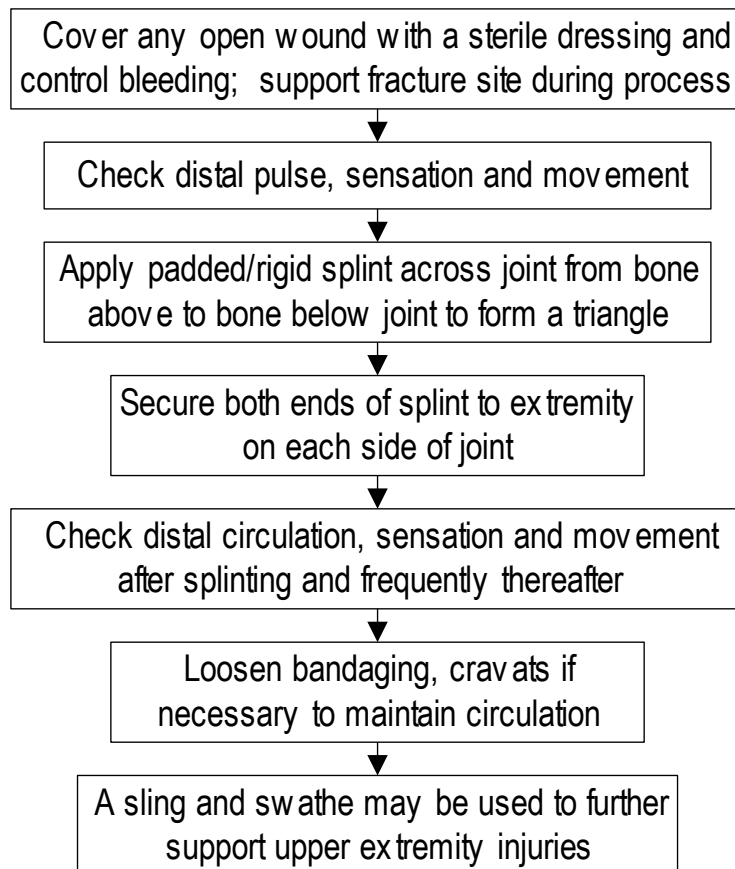 Cover any open wound with a sterile dressing and
control bleeding; support fracture site during process
Check distal pulse, sensation and movement
Apply padded/rigid splint across joint from bone
above to bone below joint to form a triangle
Secure both ends of splint to extremity
on each side of joint
Check distal circulation, sensation and movement
after splinting and frequently thereafter
Loosen bandaging, cravats if
necessary to maintain circulation
A sling and swathe may be used to further
support upper extremity injuries